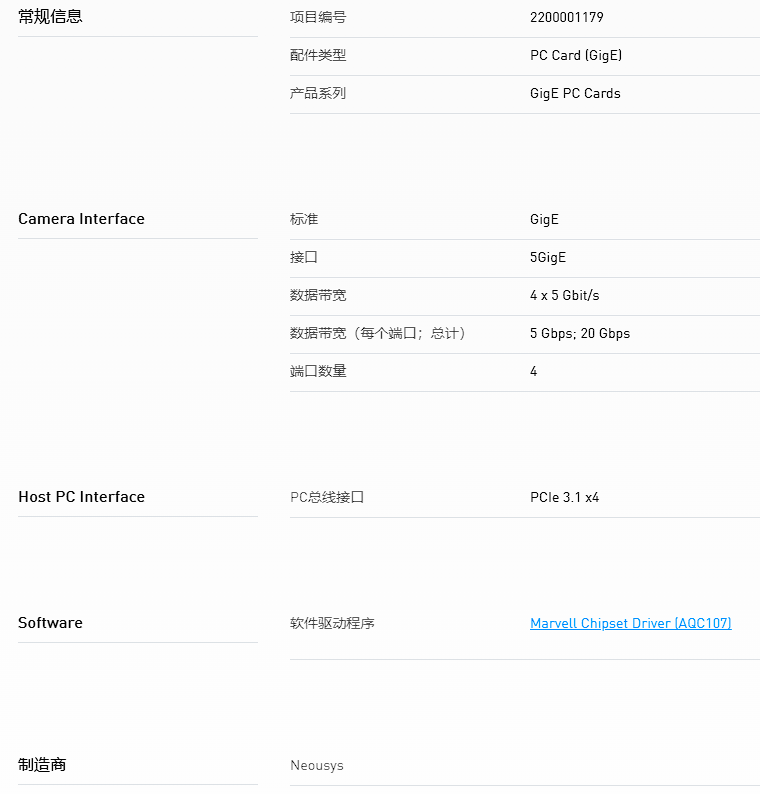 常规信息
项目编号 2200001179
配件类型 PC Card (GigE)
产品系列 GigE PC Cards
Camera Interface
标准 GigE
接口 5GigE
数据带宽 4 x 5 Gbit/s
数据带宽（每个端口；总计） 5 Gbps; 20 Gbps
端口数量 4
Host PC Interface
PC总线接口 PCIe 3.1 x4
Software
软件驱动程序 Marvell Chipset Driver (AQC107)
制造商
Neousys